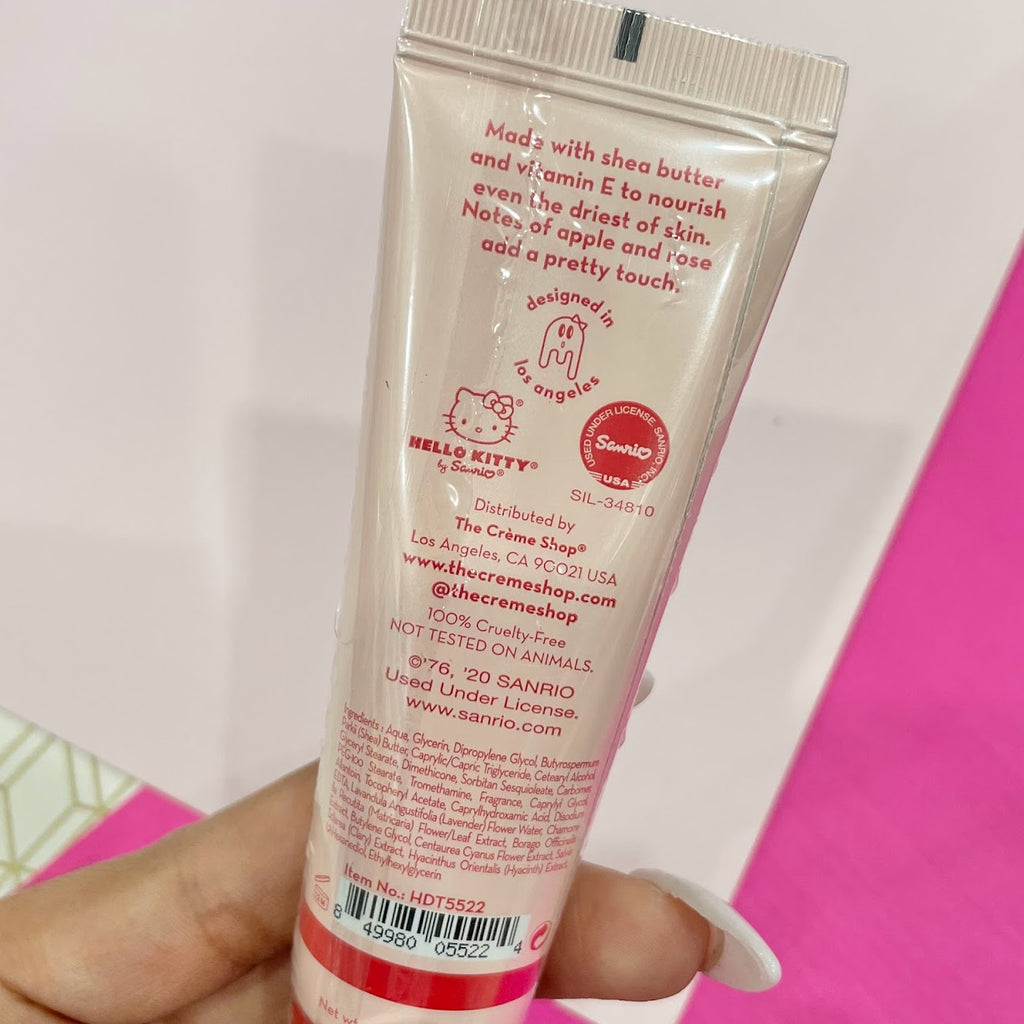 Made with shea butter
and vitamin E to nourish
even the driest of skin.
Notes of apple and rose
add a pretty touch.
designed in
los angeles
HELLO KITTY®
by Sanrio®
USED UNDER LICENSE. SANRIO, INC.
Sanrio
USA
SIL-34810
Distributed by
The Crème Shop®
Los Angeles, CA 90021 USA
www.thecremeshop.com
@thecremeshop
100% Cruelty-Free
NOT TESTED ON ANIMALS.
©'76, '20 SANRIO
Used Under License.
www.sanrio.com
Ingredients : Aqua, Glycerin, Dipropylene Glycol, Butyrospermum
Parkii (Shea) Butter, Caprylic/Capric Triglyceride, Cetearyl Alcohol,
Glyceryl Stearate, Dimethicone, Sorbitan Sesquioleate, Carbomer,
PEG-100 Stearate, Tromethamine, Fragrance, Caprylyl Glycol,
Allantoin, Tocopheryl Acetate, Caprylhydroxamic Acid, Disodium
EDTA, Lavandula Angustifolia (Lavender) Flower Water, Chamomi-
lla Recutita (Matricaria) Flower/Leaf Extract, Borago Officinalis
Extract, Butylene Glycol, Centaurea Cyanus Flower Extract, Salvia
Sclarea (Clary) Extract, Hyacinthus Orientalis (Hyacinth) Extract,
Ethylhexylglycerin
Item No.: HDT5522
8 49980 05522 4
Net wt